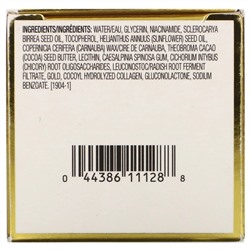 INGREDIENTS/INGRÉDIENTS: WATER/EAU, GLYCERIN, NIACINAMIDE, SCLEROCARYA
BIRREA SEED OIL, TOCOPHEROL, HELIANTHUS ANNUUS (SUNFLOWER) SEED OIL,
COPERNICIA CERIFERA (CARNAUBA) WAX/CIRE DE CARNAUBA, THEOBROMA CACAO
(COCOA) SEED BUTTER, LECITHIN, CAESALPINIA SPINOSA GUM, CICHORIUM INTYBUS
(CHICORY) ROOT OLIGOSACCHARIDES, LEUCONOSTOC/RADISH ROOT FERMENT
FILTRATE, GOLD, COCOYL HYDROLYZED COLLAGEN, GLUCONOLACTONE, SODIUM
BENZOATE. [1904-1]
0 44386 11128 8